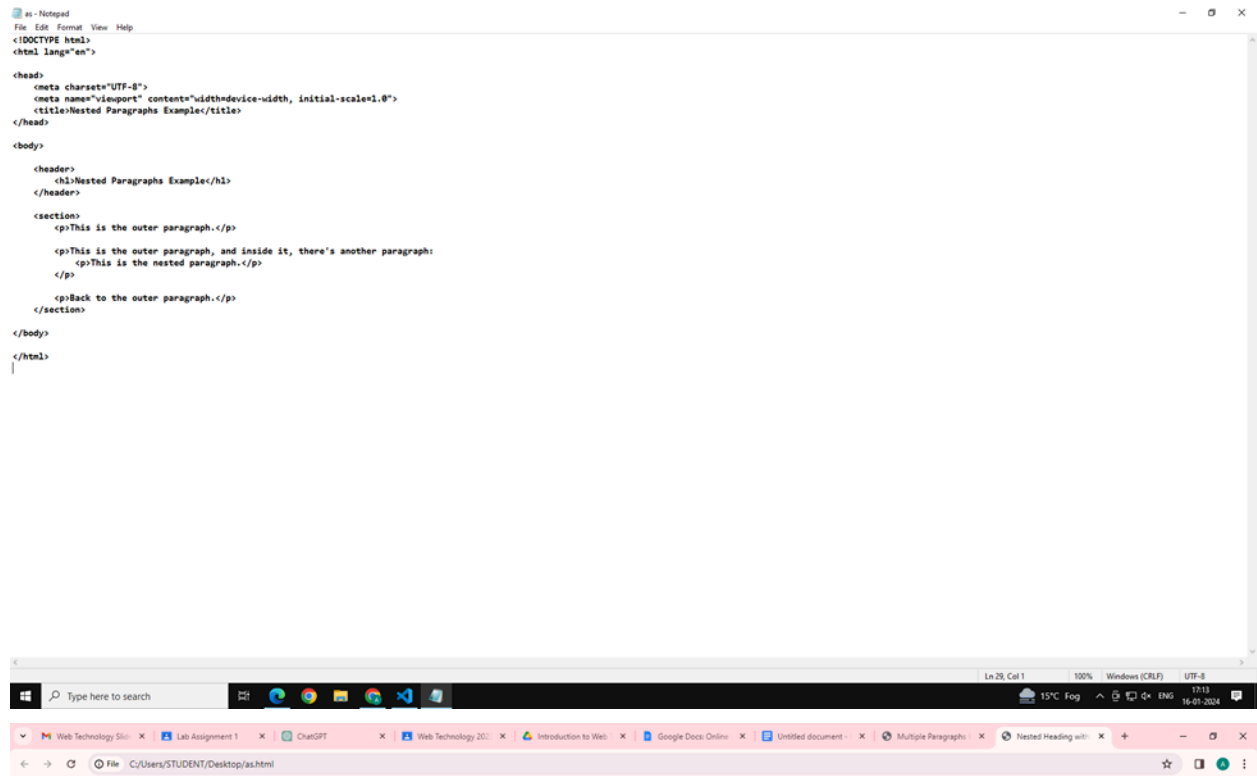 as - Notepad
File Edit Format View Help
<!DOCTYPE html>
<html lang="en">
<head>
<meta charset="UTF-8">
<meta name="viewport" content="width=device-width, initial-scale=1.0">
<title>Nested Paragraphs Example</title>
</head>
<body>
<header>
<h1>Nested Paragraphs Example</h1>
</header>
<section>
<p>This is the outer paragraph.</p>
<p>This is the outer paragraph, and inside it, there's another paragraph:
<p>This is the nested paragraph.</p>
</p>
<p>Back to the outer paragraph.</p>
</section>
</body>
</html>
Ln 29, Col 1 100% Windows (CRLF) UTF-8
Type here to search 15°C Fog ENG 17:13
16-01-2024
Web Technology Slid Lab Assignment 1 ChatGPT Web Technology 202 Introduction to Web Google Docs: Online Untitled document - Multiple Paragraphs Nested Heading with
File C:/Users/STUDENT/Desktop/as.html A